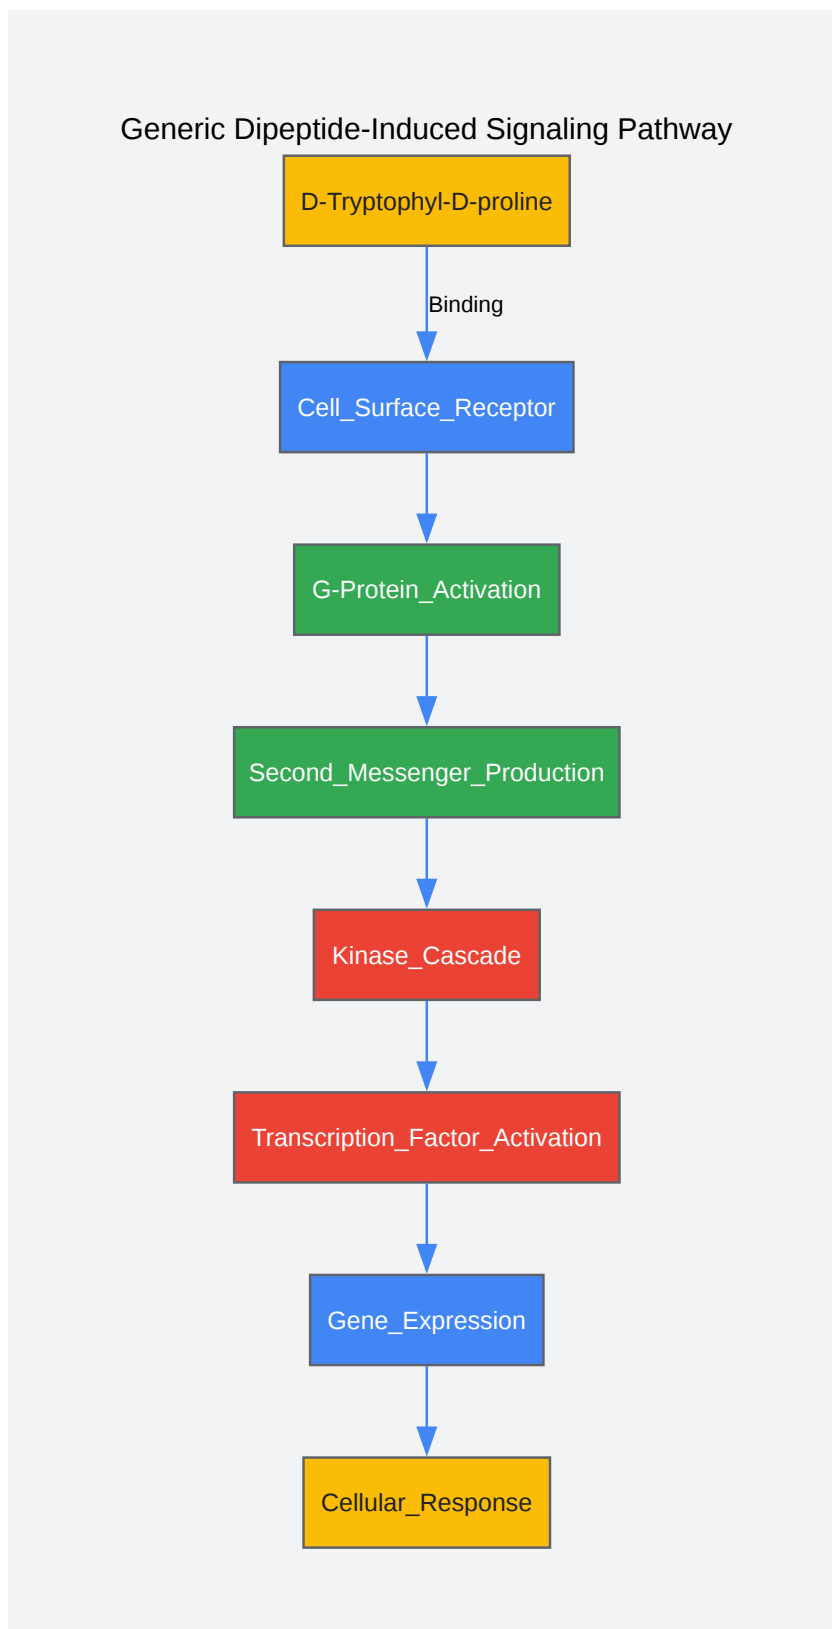 Generic Dipeptide-Induced Signaling Pathway
D-Tryptophyl-D-proline
Binding
Cell_Surface_Receptor
G-Protein_Activation
Second_Messenger_Production
Kinase_Cascade
Transcription_Factor_Activation
Gene_Expression
Cellular_Response